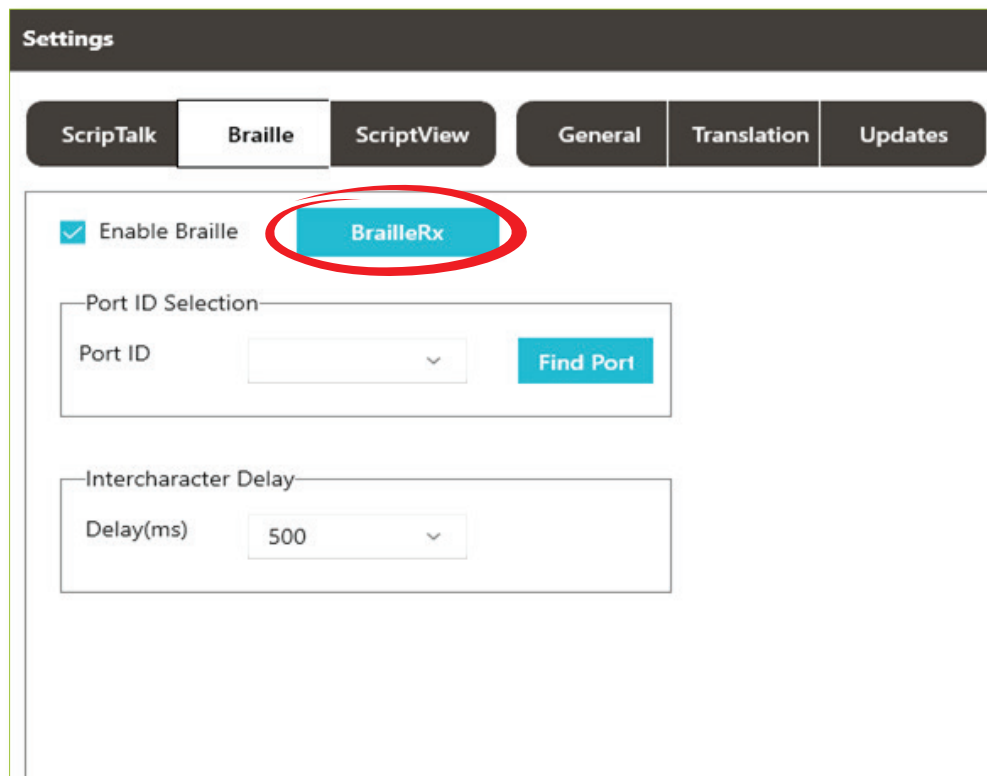 Settings
ScripTalk Braille ScriptView General Translation Updates
Enable Braille BrailleRx
Port ID Selection
Port ID Find Port
Intercharacter Delay
Delay(ms) 500